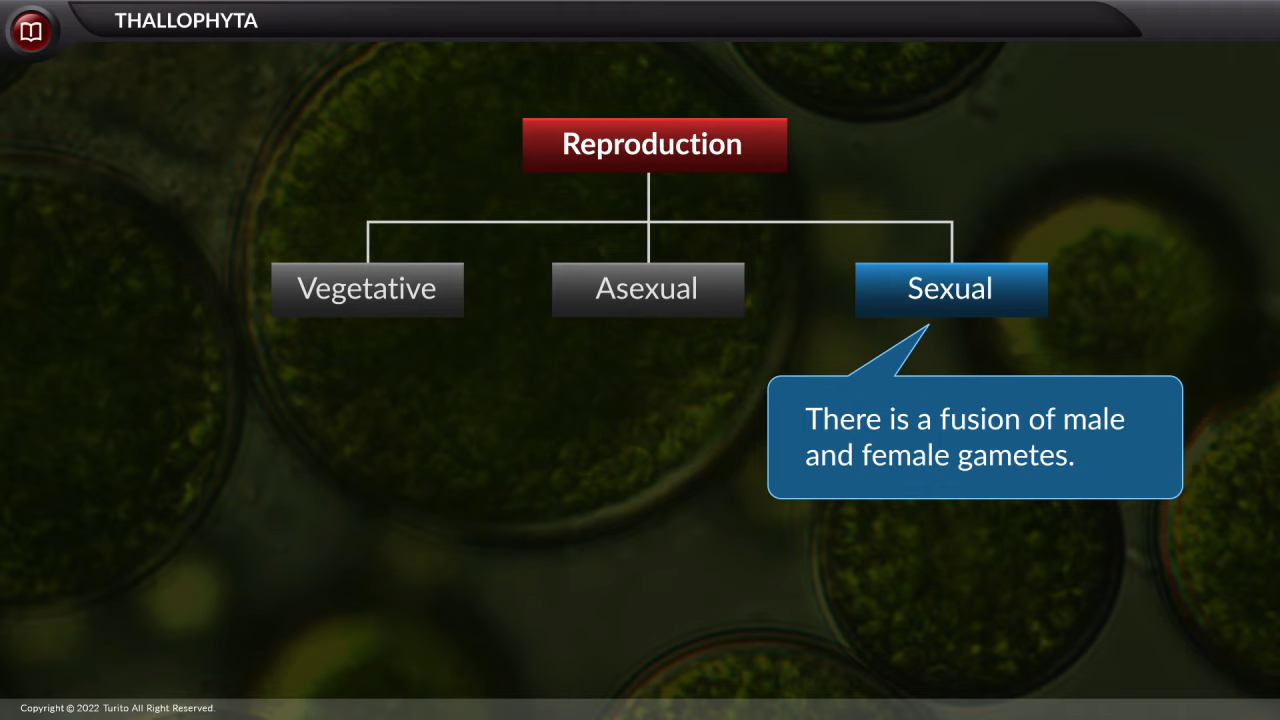 THALLOPHYTA
Reproduction
Vegetative
Asexual
Sexual
There is a fusion of male
and female gametes.
Copyright © 2022 Turito All Right Reserved.